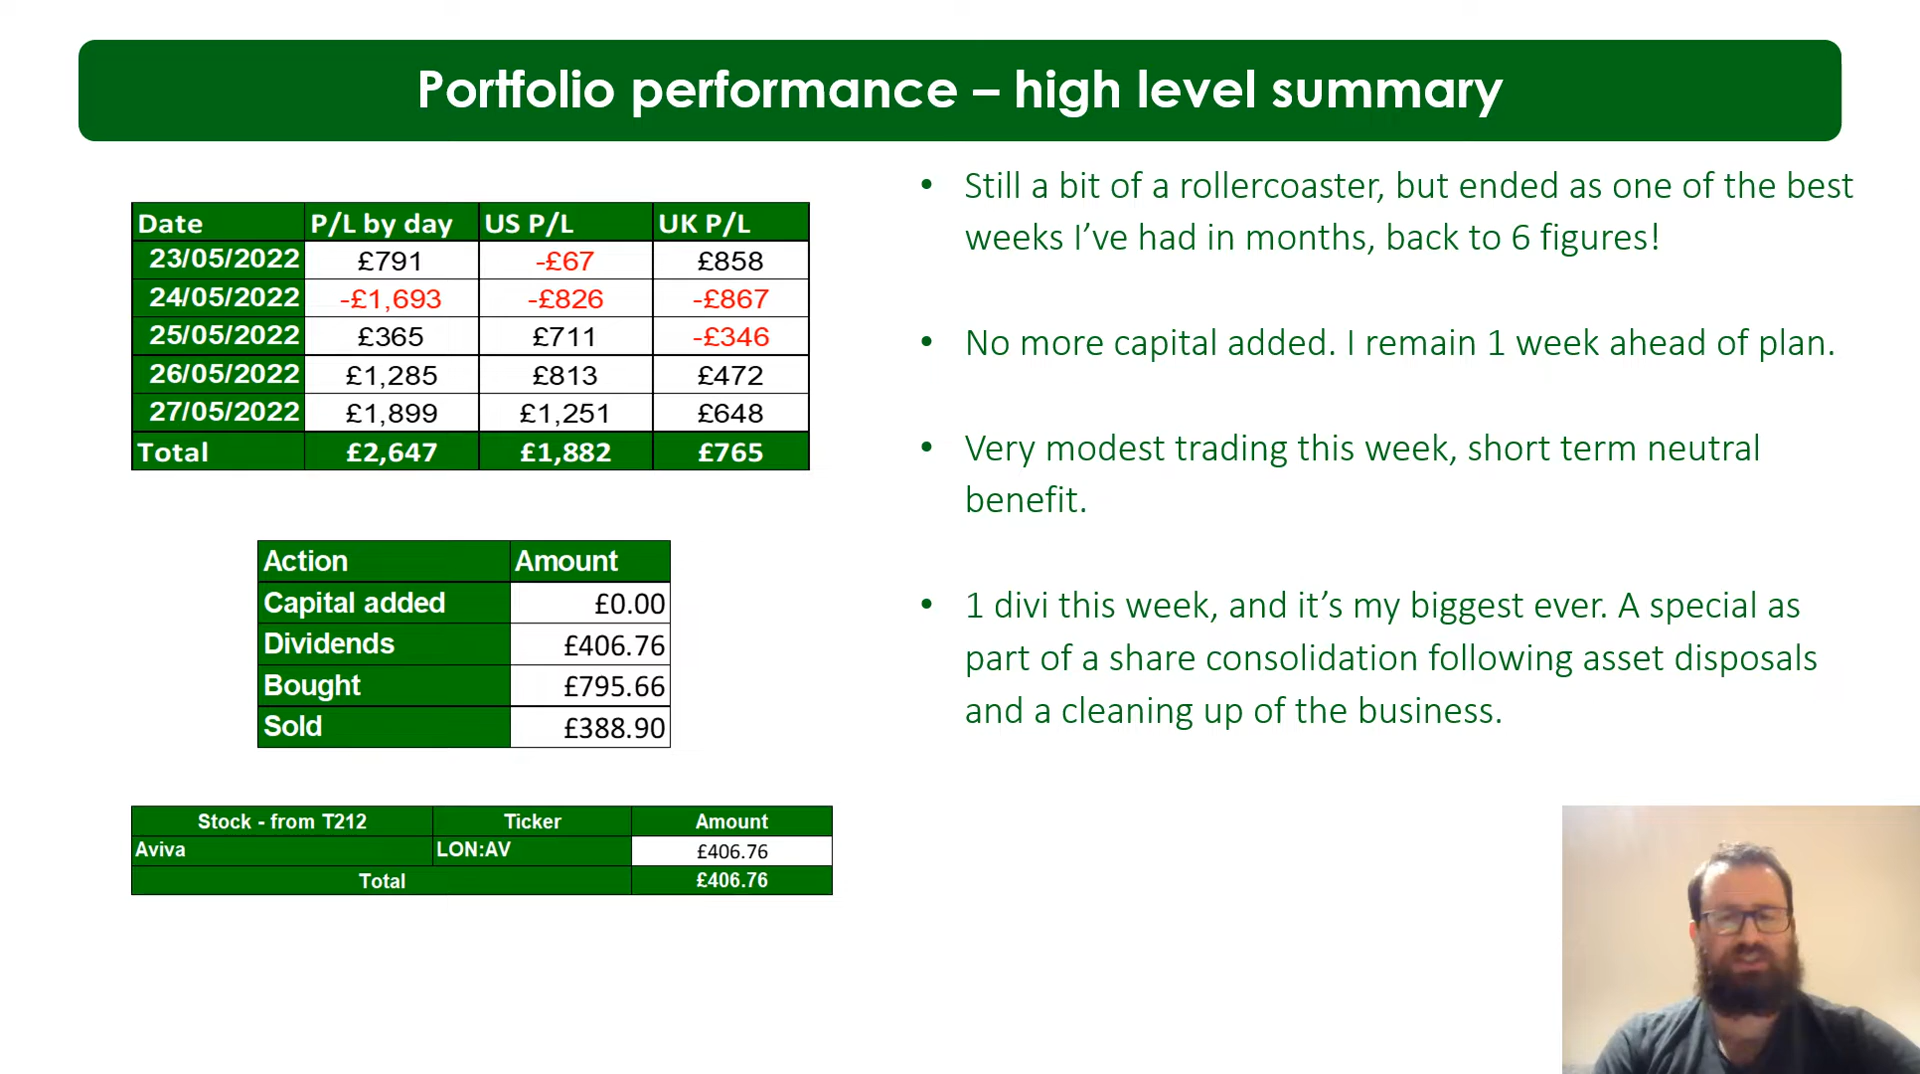 Portfolio performance – high level summary
Date P/L by day US P/L UK P/L
23/05/2022 £791 -£67 £858
24/05/2022 -£1,693 -£826 -£867
25/05/2022 £365 £711 -£346
26/05/2022 £1,285 £813 £472
27/05/2022 £1,899 £1,251 £648
Total £2,647 £1,882 £765
Action Amount
Capital added £0.00
Dividends £406.76
Bought £795.66
Sold £388.90
Stock - from T212 Ticker Amount
Aviva LON:AV £406.76
Total £406.76
• Still a bit of a rollercoaster, but ended as one of the best
weeks I’ve had in months, back to 6 figures!
• No more capital added. I remain 1 week ahead of plan.
• Very modest trading this week, short term neutral
benefit.
• 1 divi this week, and it’s my biggest ever. A special as
part of a share consolidation following asset disposals
and a cleaning up of the business.